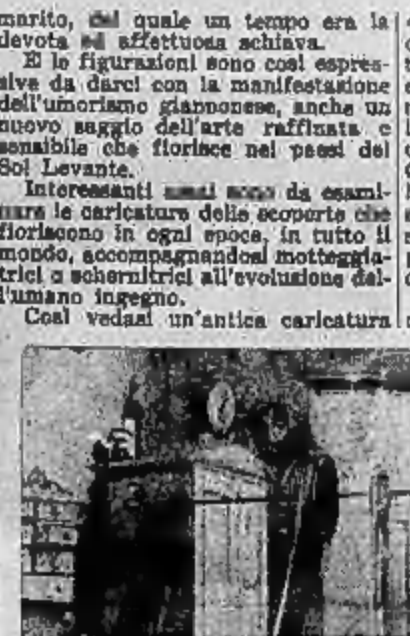 marito, del quale un tempo era la
devota ed affettuosa schiava.
E le figurazioni sono così espres-
sive da darci con la manifestazione
dell'umorismo giapponese, anche un
nuovo saggio dell'arte raffinata e
sensibile che fiorisce nei paesi del
Sol Levante.
Interessanti sono da esami-
nare le caricature delle scoperte che
fioriscono in ogni epoca, in tutto il
mondo, accompagnandosi motteggia-
trici o schernitrici all'evoluzione del-
l'umano ingegno.
Così vedasi un'antica caricatura